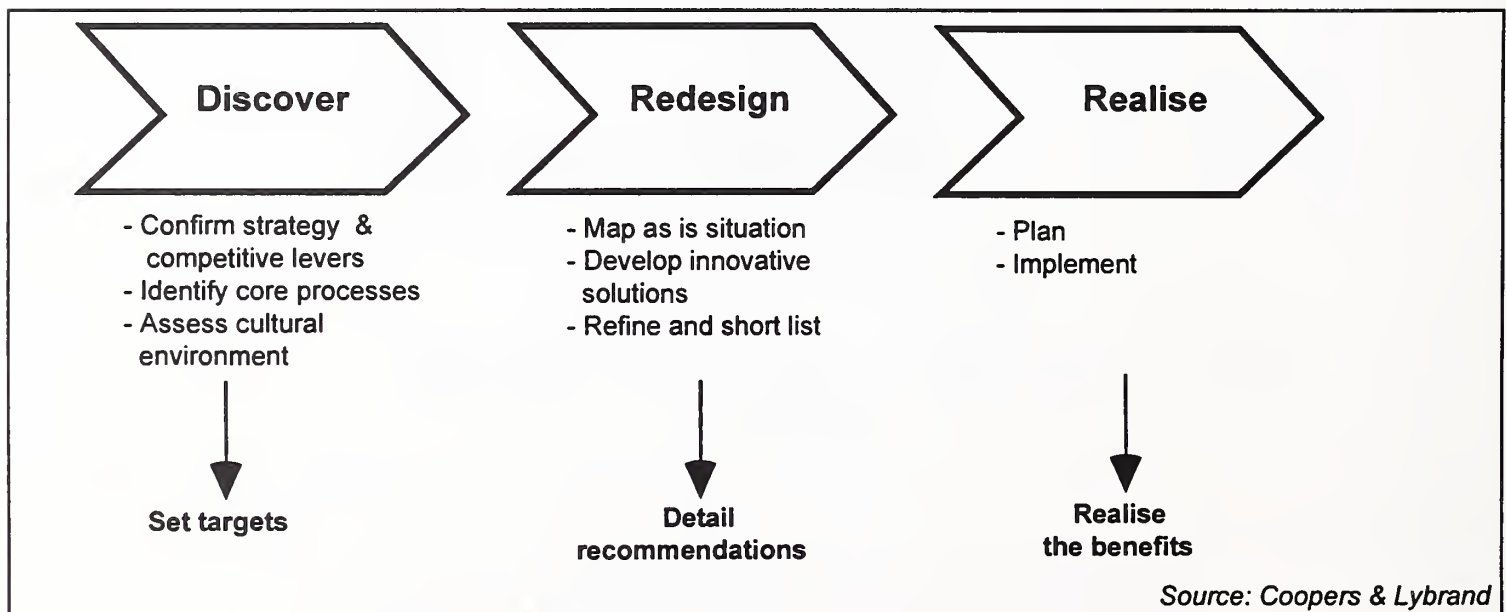 Discover
- Confirm strategy &
competitive levers
- Identify core processes
- Assess cultural
environment
Set targets
Redesign
- Map as is situation
- Develop innovative
solutions
- Refine and short list
Detail
recommendations
Realise
- Plan
- Implement
Realise
the benefits
Source: Coopers & Lybrand